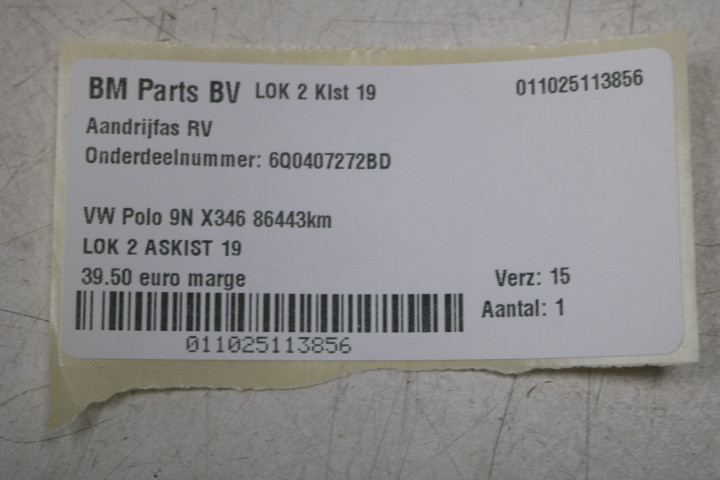 BM Parts BV LOK 2 KIst 19 011025113856
Aandrijfas RV
Onderdeelnummer: 6Q0407272BD
VW Polo 9N X346 86443km
LOK 2 ASKIST 19
39.50 euro marge Verz: 15
Aantal: 1
011025113856